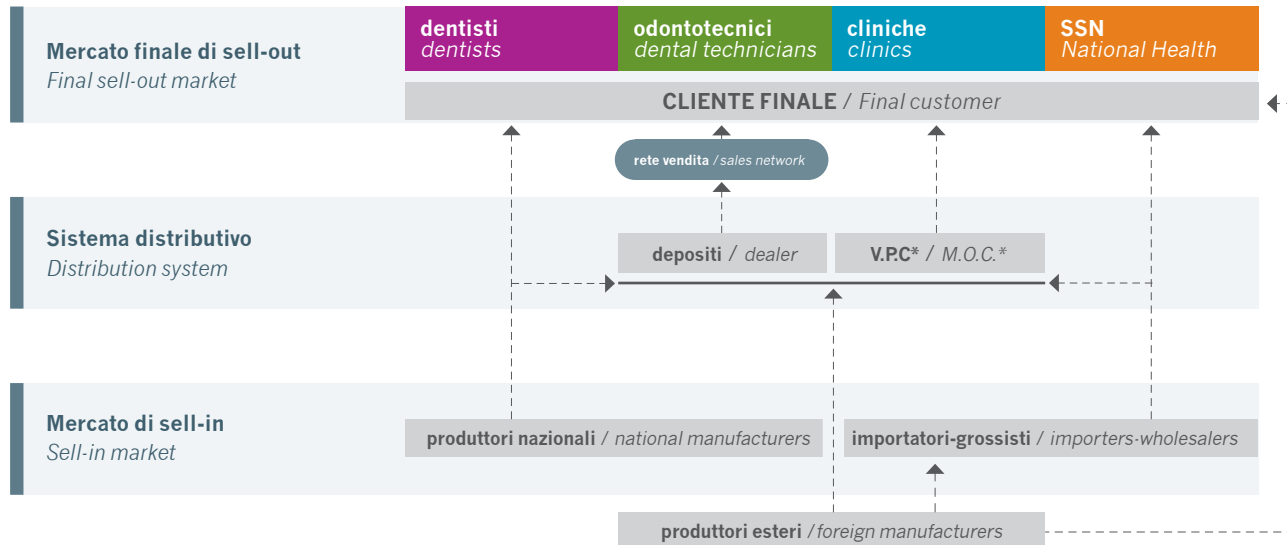 Mercato finale di sell-out
Final sell-out market
dentisti
dentists
odontotecnici
dental technicians
cliniche
clinics
SSN
National Health
CLIENTE FINALE / Final customer
rete vendita / sales network
Sistema distributivo
Distribution system
depositi / dealer
V.P.C* / M.O.C.*
Mercato di sell-in
Sell-in market
produttori nazionali / national manufacturers
importatori-grossisti / importers-wholesalers
produttori esteri / foreign manufacturers